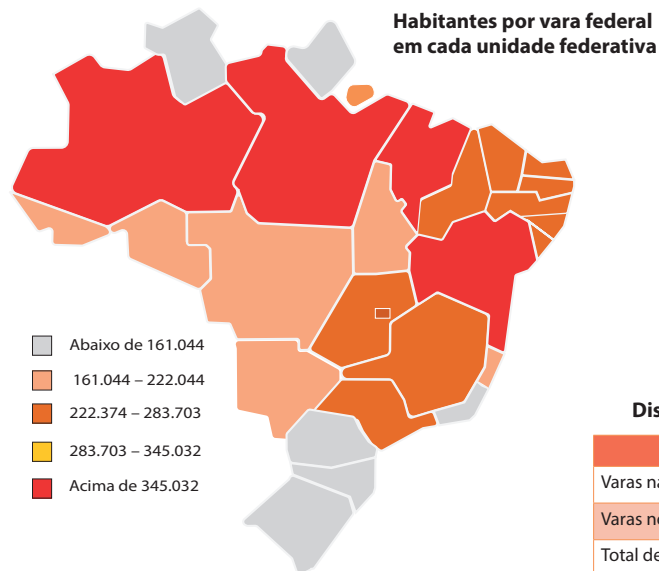 Habitantes por vara federal
em cada unidade federativa
Abaixo de 161.044
161.044 – 222.044
222.374 – 283.703
283.703 – 345.032
Acima de 345.032
Dis
Varas na
Varas no
Total de